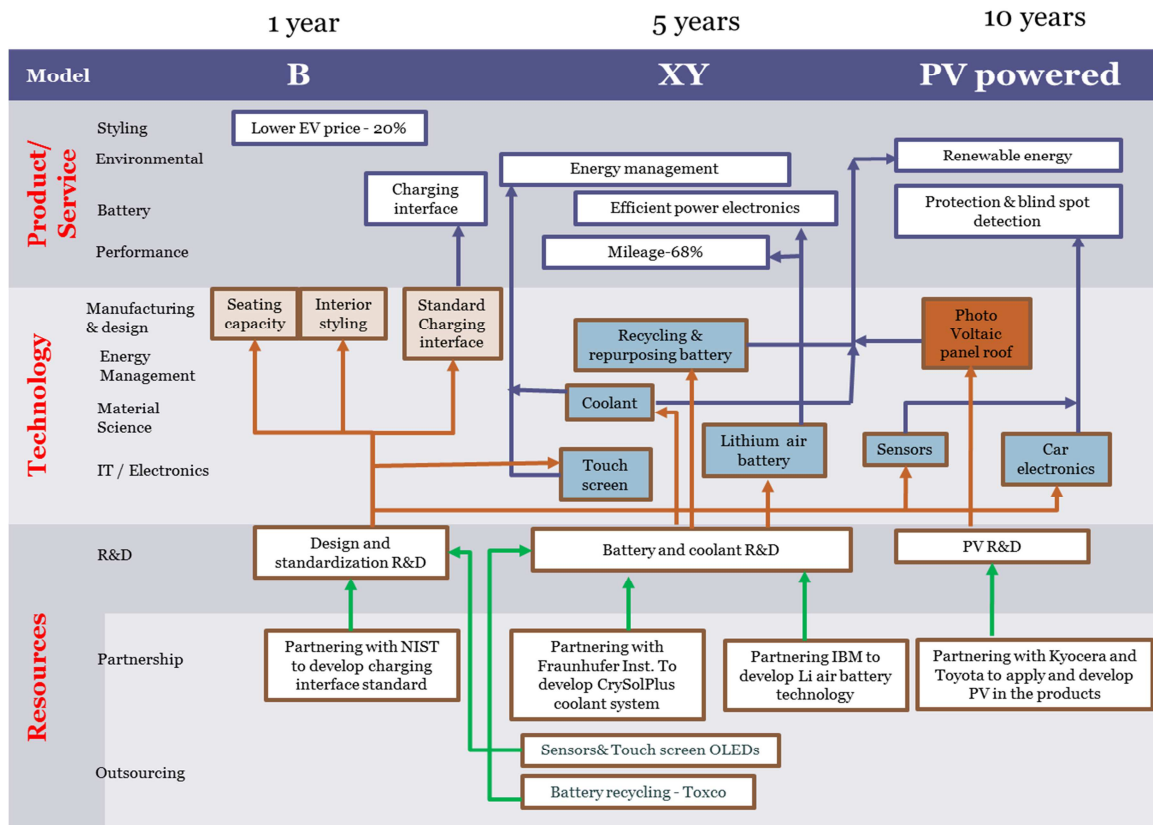 1 year
5 years
10 years
Model
B
XY
PV powered
Product/
Service
Styling
Lower EV price - 20%
Environmental
Energy management
Renewable energy
Charging
interface
Battery
Efficient power electronics
Protection & blind spot
detection
Performance
Mileage-68%
Technology
Manufacturing
& design
Seating
capacity
Interior
styling
Standard
Charging
interface
Recycling &
repurposing battery
Photo
Voltaic
panel roof
Energy
Management
Coolant
Material
Science
Lithium air
battery
Sensors
Car
electronics
IT / Electronics
Touch
screen
Resources
R&D
Design and
standardization R&D
Battery and coolant R&D
PV R&D
Partnership
Partnering with NIST
to develop charging
interface standard
Partnering with
Fraunhufer Inst. To
develop CrySolPlus
coolant system
Partnering IBM to
develop Li air battery
technology
Partnering with Kyocera and
Toyota to apply and develop
PV in the products
Outsourcing
Sensors& Touch screen OLEDs
Battery recycling - Toxco